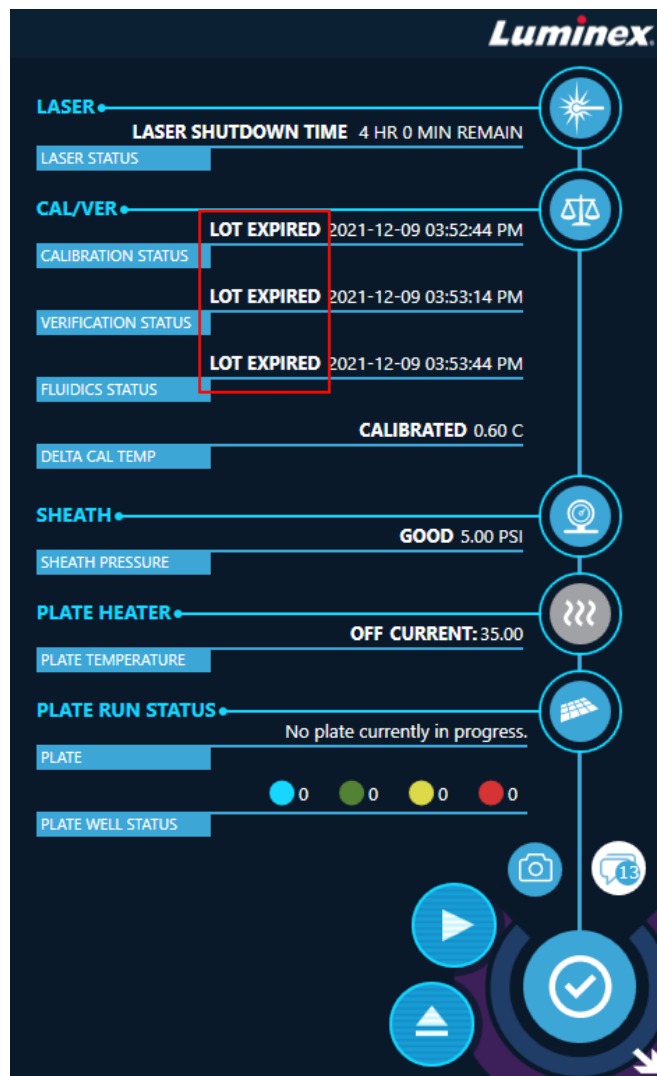 Luminex
LASER
LASER SHUTDOWN TIME 4 HR 0 MIN REMAIN
LASER STATUS
CAL/VER
LOT EXPIRED 2021-12-09 03:52:44 PM
CALIBRATION STATUS
LOT EXPIRED 2021-12-09 03:53:14 PM
VERIFICATION STATUS
LOT EXPIRED 2021-12-09 03:53:44 PM
FLUIDICS STATUS
CALIBRATED 0.60 C
DELTA CAL TEMP
SHEATH
GOOD 5.00 PSI
SHEATH PRESSURE
PLATE HEATER
OFF CURRENT: 35.00
PLATE TEMPERATURE
PLATE RUN STATUS
No plate currently in progress.
PLATE
0 0 0 0
PLATE WELL STATUS
13